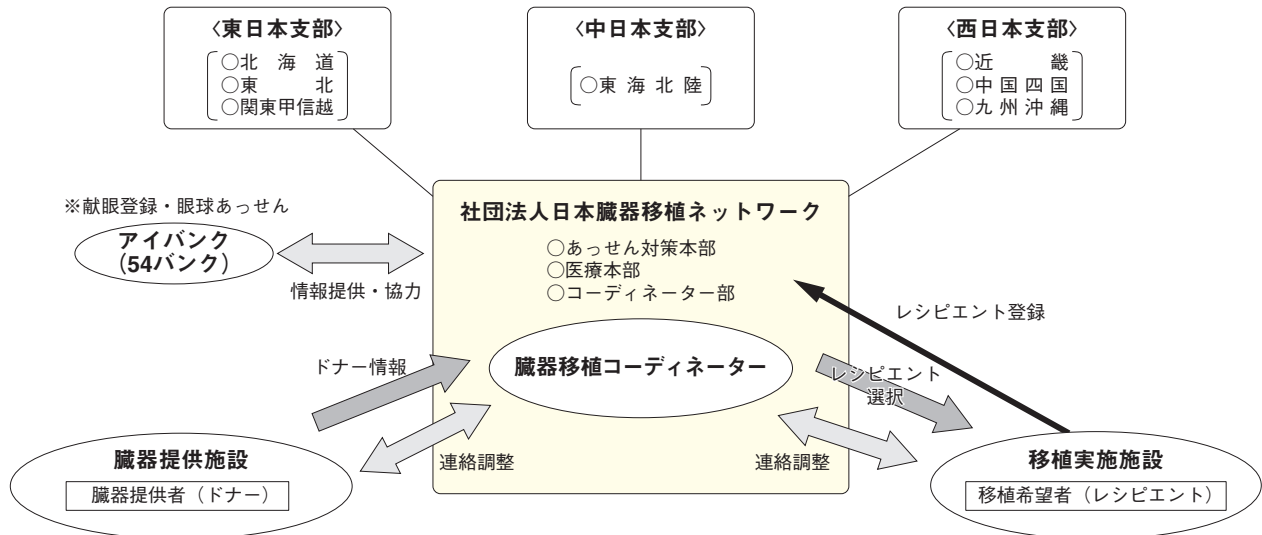 〈東日本支部〉
○北海道
○東北
○関東甲信越
〈中日本支部〉
○東海北陸
〈西日本支部〉
○近畿
○中国四国
○九州沖縄
※献眼登録・眼球あっせん
アイバンク
(54バンク)
情報提供・協力
社団法人日本臓器移植ネットワーク
○あっせん対策本部
○医療本部
○コーディネーター部
レシピエント登録
ドナー情報
臓器移植コーディネーター
レシピエント
選択
連絡調整
連絡調整
臓器提供施設
臓器提供者（ドナー）
移植実施施設
移植希望者（レシピエント）